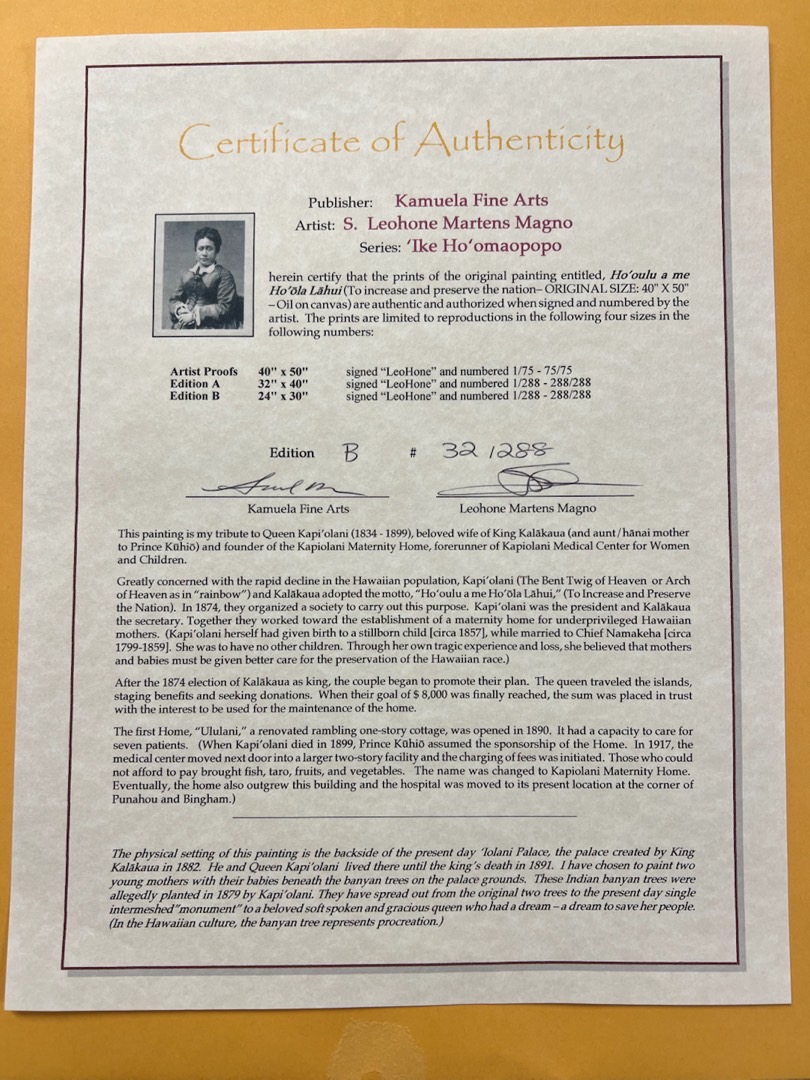 Certificate of Authenticity
Publisher: Kamuela Fine Arts
Artist: S. Leohone Martens Magno
Series: ‘Ike Ho‘omaopopo
herein certify that the prints of the original painting entitled, Ho‘oulu a me
Ho‘ōla Lāhui (To increase and preserve the nation– ORIGINAL SIZE: 40" X 50"
– Oil on canvas) are authentic and authorized when signed and numbered by the
artist. The prints are limited to reproductions in the following four sizes in the
following numbers:
Artist Proofs 40" x 50" signed “LeoHone” and numbered 1/75 - 75/75
Edition A 32" x 40" signed “LeoHone” and numbered 1/288 - 288/288
Edition B 24" x 30" signed “LeoHone” and numbered 1/288 - 288/288
Edition B # 32 /288
Kamuela Fine Arts Leohone Martens Magno
This painting is my tribute to Queen Kapi‘olani (1834 - 1899), beloved wife of King Kalākaua (and aunt/hānai mother
to Prince Kūhiō) and founder of the Kapiolani Maternity Home, forerunner of Kapiolani Medical Center for Women
and Children.
Greatly concerned with the rapid decline in the Hawaiian population, Kapi‘olani (The Bent Twig of Heaven or Arch
of Heaven as in “rainbow”) and Kalākaua adopted the motto, “Ho‘oulu a me Ho‘ōla Lāhui,” (To Increase and Preserve
the Nation). In 1874, they organized a society to carry out this purpose. Kapi‘olani was the president and Kalākaua
the secretary. Together they worked toward the establishment of a maternity home for underprivileged Hawaiian
mothers. (Kapi‘olani herself had given birth to a stillborn child [circa 1857], while married to Chief Namakeha [circa
1799-1859]. She was to have no other children. Through her own tragic experience and loss, she believed that mothers
and babies must be given better care for the preservation of the Hawaiian race.)
After the 1874 election of Kalākaua as king, the couple began to promote their plan. The queen traveled the islands,
staging benefits and seeking donations. When their goal of $ 8,000 was finally reached, the sum was placed in trust
with the interest to be used for the maintenance of the home.
The first Home, “Ululani,” a renovated rambling one-story cottage, was opened in 1890. It had a capacity to care for
seven patients. (When Kapi‘olani died in 1899, Prince Kūhiō assumed the sponsorship of the Home. In 1917, the
medical center moved next door into a larger two-story facility and the charging of fees was initiated. Those who could
not afford to pay brought fish, taro, fruits, and vegetables. The name was changed to Kapiolani Maternity Home.
Eventually, the home also outgrew this building and the hospital was moved to its present location at the corner of
Punahou and Bingham.)
The physical setting of this painting is the backside of the present day ‘Iolani Palace, the palace created by King
Kalākaua in 1882. He and Queen Kapi‘olani lived there until the king's death in 1891. I have chosen to paint two
young mothers with their babies beneath the banyan trees on the palace grounds. These Indian banyan trees were
allegedly planted in 1879 by Kapi‘olani. They have spread out from the original two trees to the present day single
intermeshed “monument” to a beloved soft spoken and gracious queen who had a dream – a dream to save her people.
(In the Hawaiian culture, the banyan tree represents procreation.)